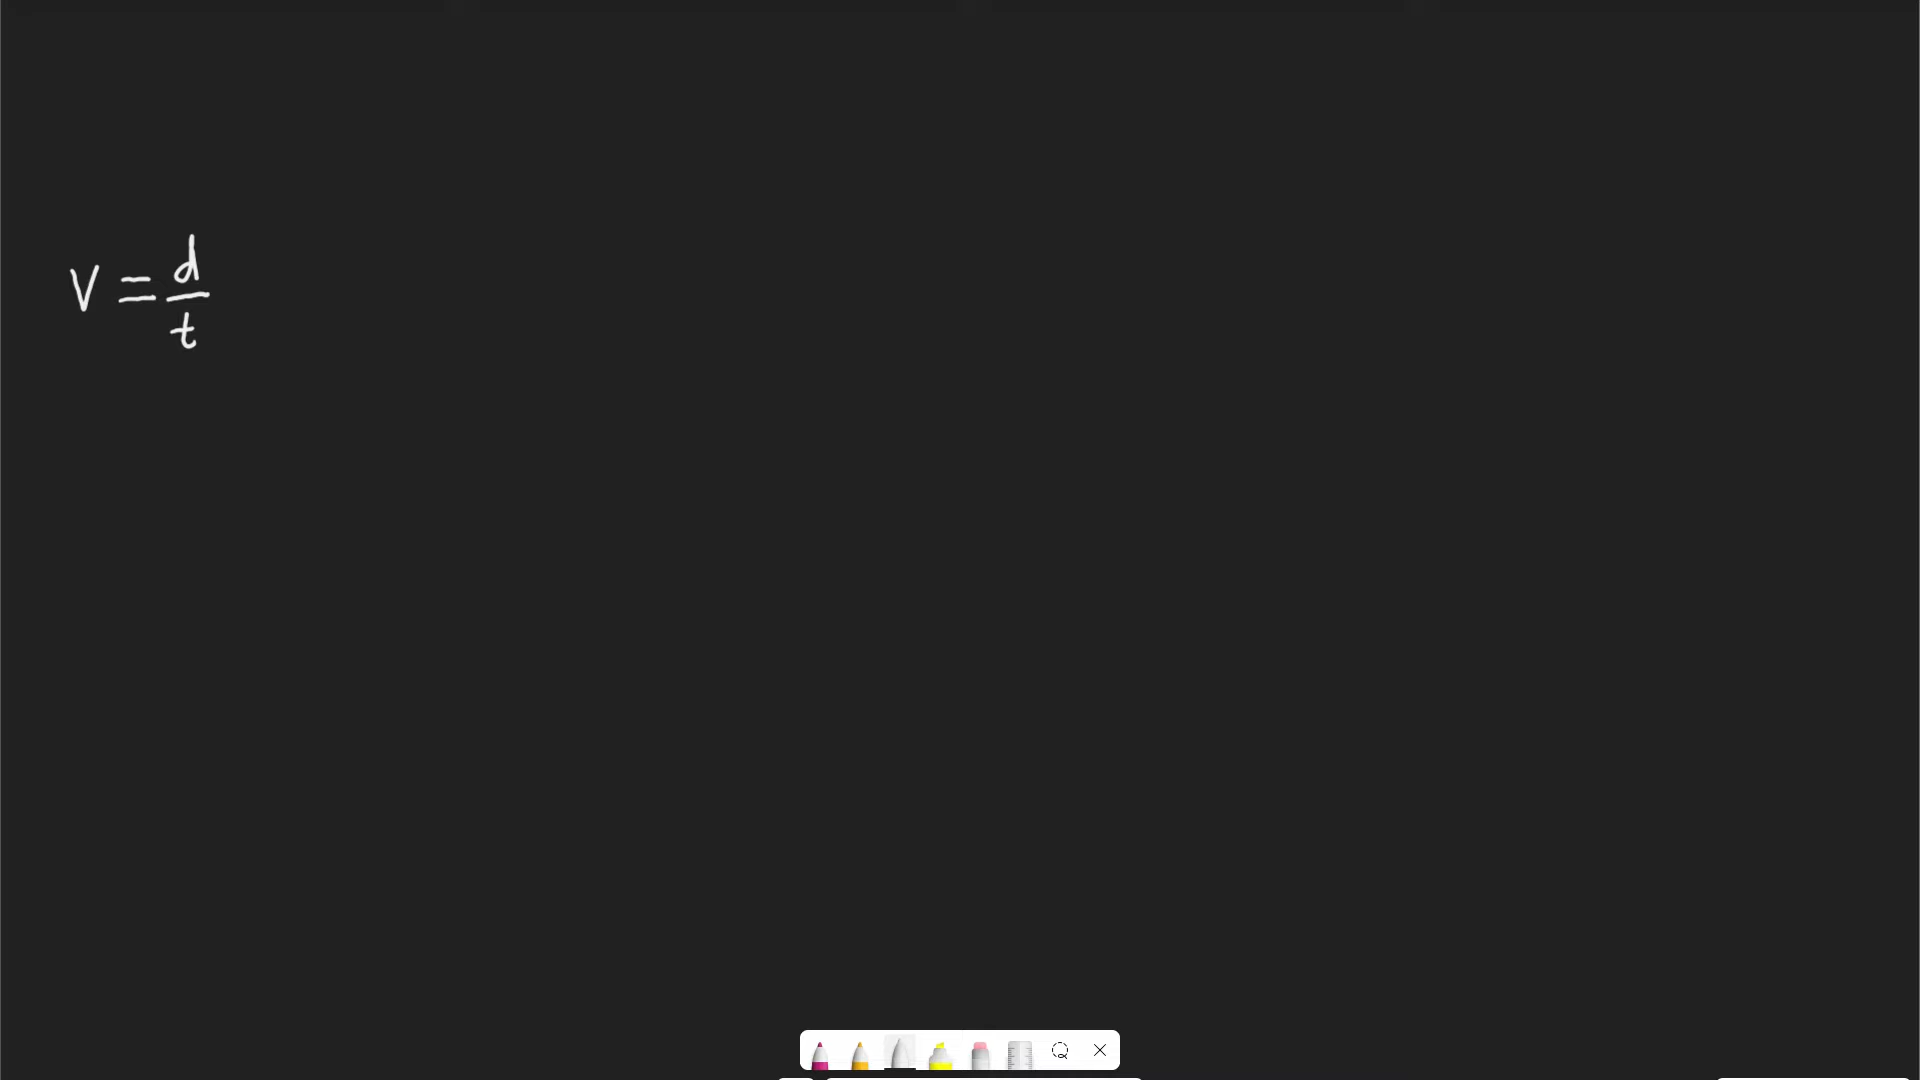 V = d/t